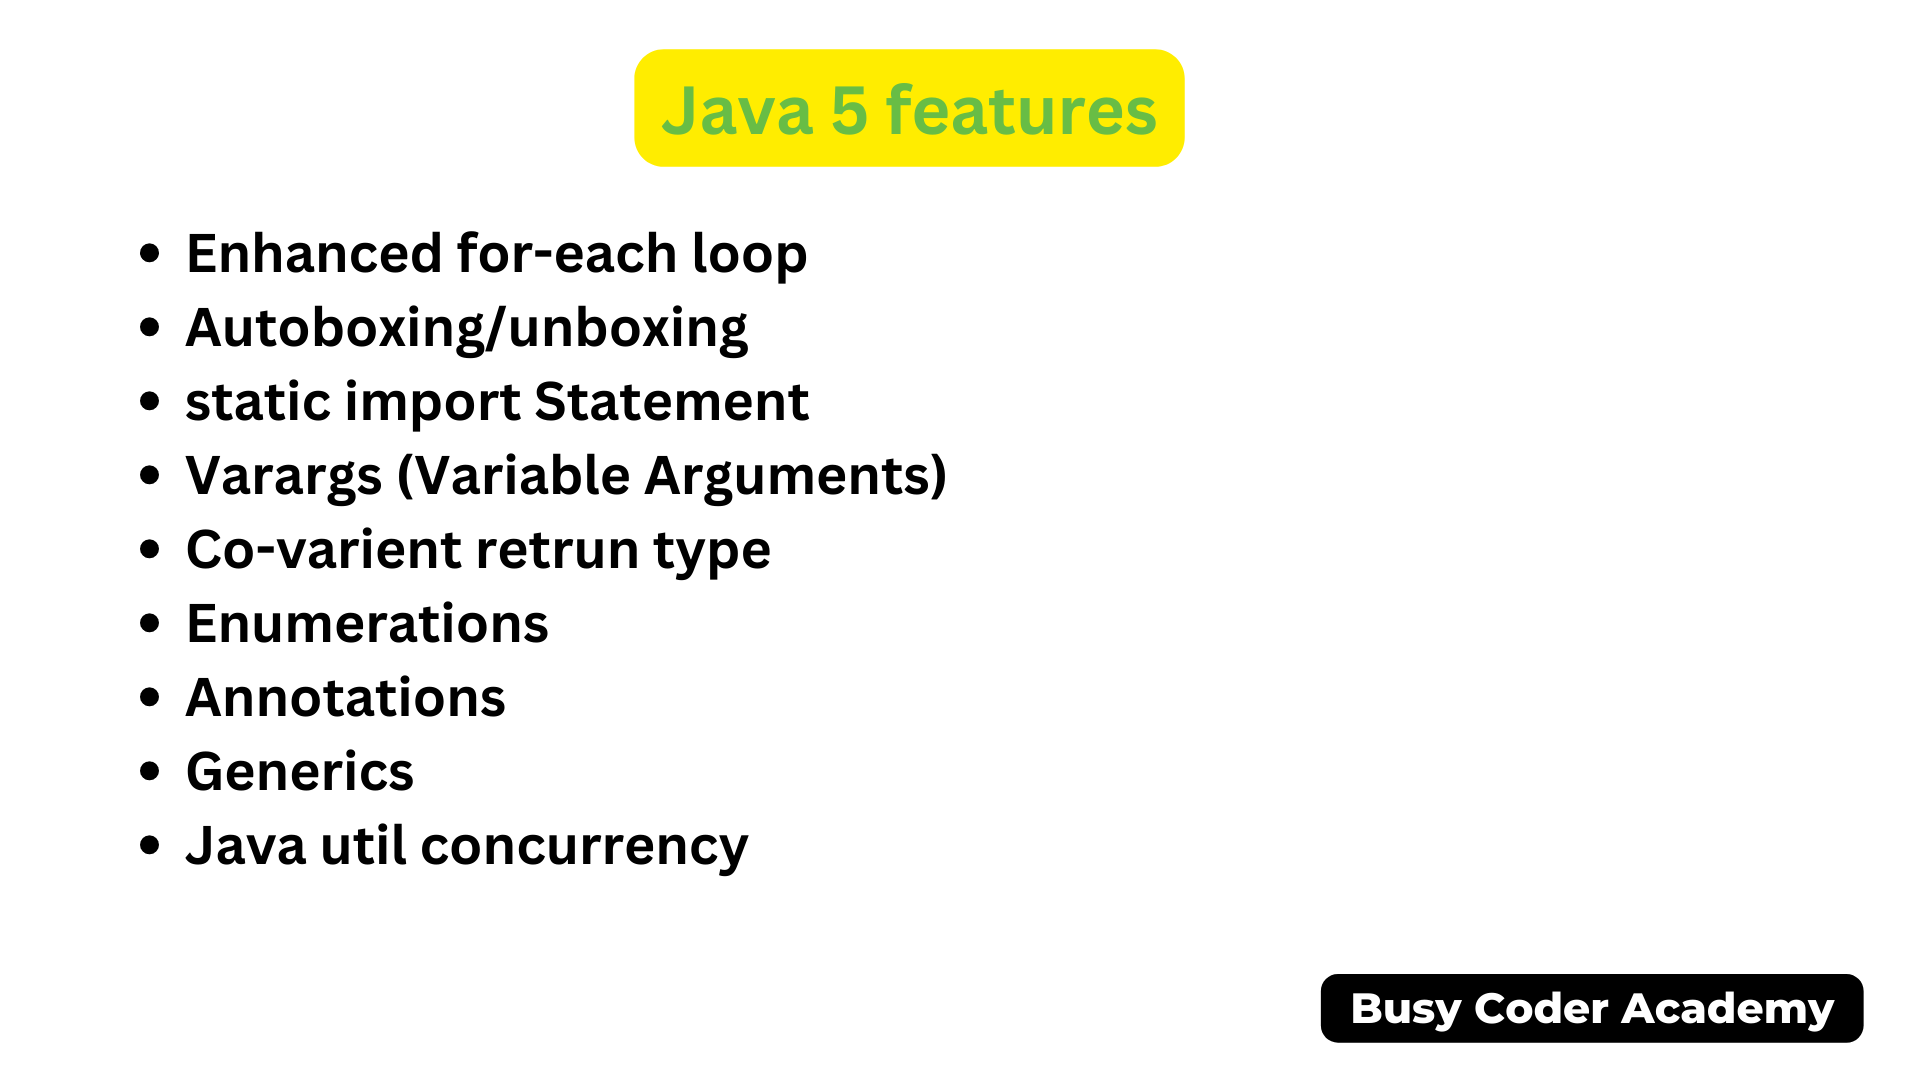 Java 5 features
• Enhanced for-each loop
• Autoboxing/unboxing
• static import Statement
• Varargs (Variable Arguments)
• Co-varient retrun type
• Enumerations
• Annotations
• Generics
• Java util concurrency
Busy Coder Academy